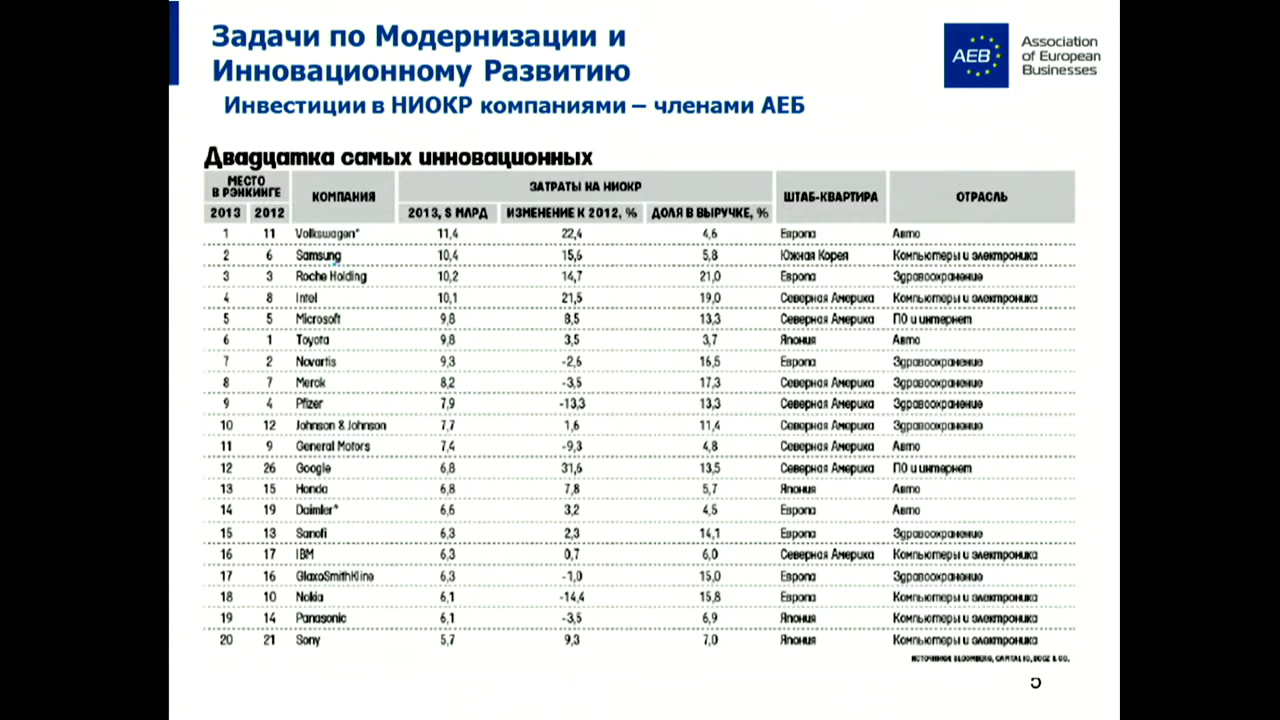 Задачи по Модернизации и
Инновационному Развитию
Инвестиции в НИОКР компаниями – членами АЕБ
AEB
Association
of European
Businesses
Двадцатка самых инновационных
МЕСТО В РЭНКИНГЕ КОМПАНИЯ ЗАТРАТЫ НА НИОКР ШТАБ-КВАРТИРА ОТРАСЛЬ
2013 2012 2013, $ МЛРД ИЗМЕНЕНИЕ К 2012, % ДОЛЯ В ВЫРУЧКЕ, %
1 11 Volkswagen* 11,4 22,4 4,6 Европа Авто
2 6 Samsung 10,4 15,6 5,8 Южная Корея Компьютеры и электроника
3 3 Roche Holding 10,2 14,7 21,0 Европа Здравоохранение
4 8 Intel 10,1 21,5 19,0 Северная Америка Компьютеры и электроника
5 5 Microsoft 9,8 8,5 13,3 Северная Америка ПО и интернет
6 1 Toyota 9,8 3,5 3,7 Япония Авто
7 2 Novartis 9,3 -2,6 16,5 Европа Здравоохранение
8 7 Merck 8,2 -3,5 17,3 Северная Америка Здравоохранение
9 4 Pfizer 7,9 -13,3 13,3 Северная Америка Здравоохранение
10 12 Johnson & Johnson 7,7 1,6 11,4 Северная Америка Здравоохранение
11 9 General Motors 7,4 -9,3 4,8 Северная Америка Авто
12 26 Google 6,8 31,6 13,5 Северная Америка ПО и интернет
13 15 Honda 6,8 7,8 5,7 Япония Авто
14 19 Daimler* 6,6 3,2 4,5 Европа Авто
15 13 Sanofi 6,3 2,3 14,1 Европа Здравоохранение
16 17 IBM 6,3 0,7 6,0 Северная Америка Компьютеры и электроника
17 16 GlaxoSmithKline 6,3 -1,0 15,0 Европа Здравоохранение
18 10 Nokia 6,1 -14,4 15,8 Европа Компьютеры и электроника
19 14 Panasonic 6,1 -3,5 6,9 Япония Компьютеры и электроника
20 21 Sony 5,7 9,3 7,0 Япония Компьютеры и электроника
ИСТОЧНИКИ: BLOOMBERG, CAPITAL IQ, BOOZ & CO.